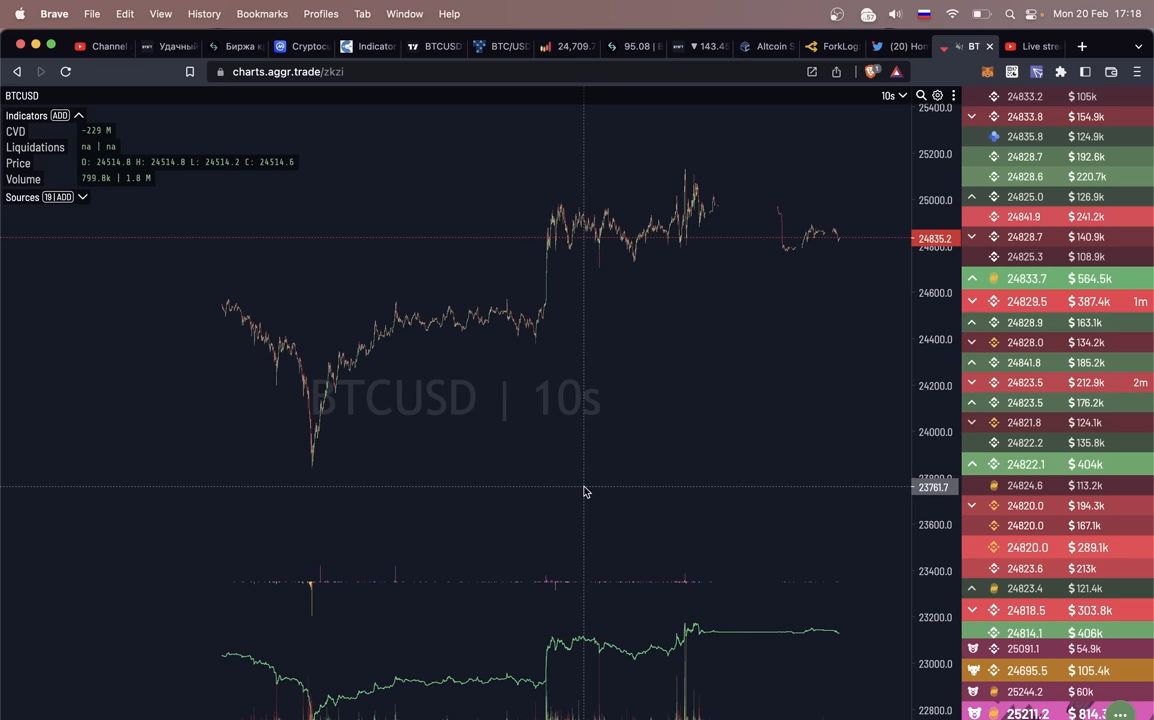 Brave File Edit View History Bookmarks Profiles Tab Window Help Mon 20 Feb 17:18
Channel Удачный Биржа к Cryptoc Indicator BTCUSD BTC/USD 24,709.7 95.08 | B ▼ 143.4 Altcoin S ForkLog: (20) Hom BT Live stre
charts.aggr.trade/zkzi
BTCUSD 10s
Indicators ADD
CVD -229 M
Liquidations na | na
Price O: 24514.8 H: 24514.8 L: 24514.2 C: 24514.6
Volume 799.8k | 1.8 M
Sources 19 | ADD
BTCUSD | 10s
25400.0
25200.0
25000.0
24835.2
24800.0
24600.0
24400.0
24200.0
24000.0
23800.0
23761.7
23600.0
23400.0
23200.0
23000.0
22800.0
24833.2 $105k
24833.8 $154.9k
24835.8 $124.9k
24828.7 $192.6k
24828.6 $220.7k
24825.0 $126.9k
24841.9 $241.2k
24828.7 $140.9k
24825.3 $108.9k
24833.7 $564.5k
24829.5 $387.4k 1m
24828.9 $163.1k
24828.0 $134.2k
24841.8 $185.2k
24823.5 $212.9k 2m
24823.5 $176.2k
24821.8 $124.1k
24822.2 $135.8k
24822.1 $404k
24824.6 $113.2k
24820.0 $194.3k
24820.0 $167.1k
24820.0 $289.1k
24823.6 $213k
24823.4 $121.4k
24818.5 $303.8k
24814.1 $406k
25091.1 $54.9k
24695.5 $105.4k
25244.2 $60k
25211.2 $814.